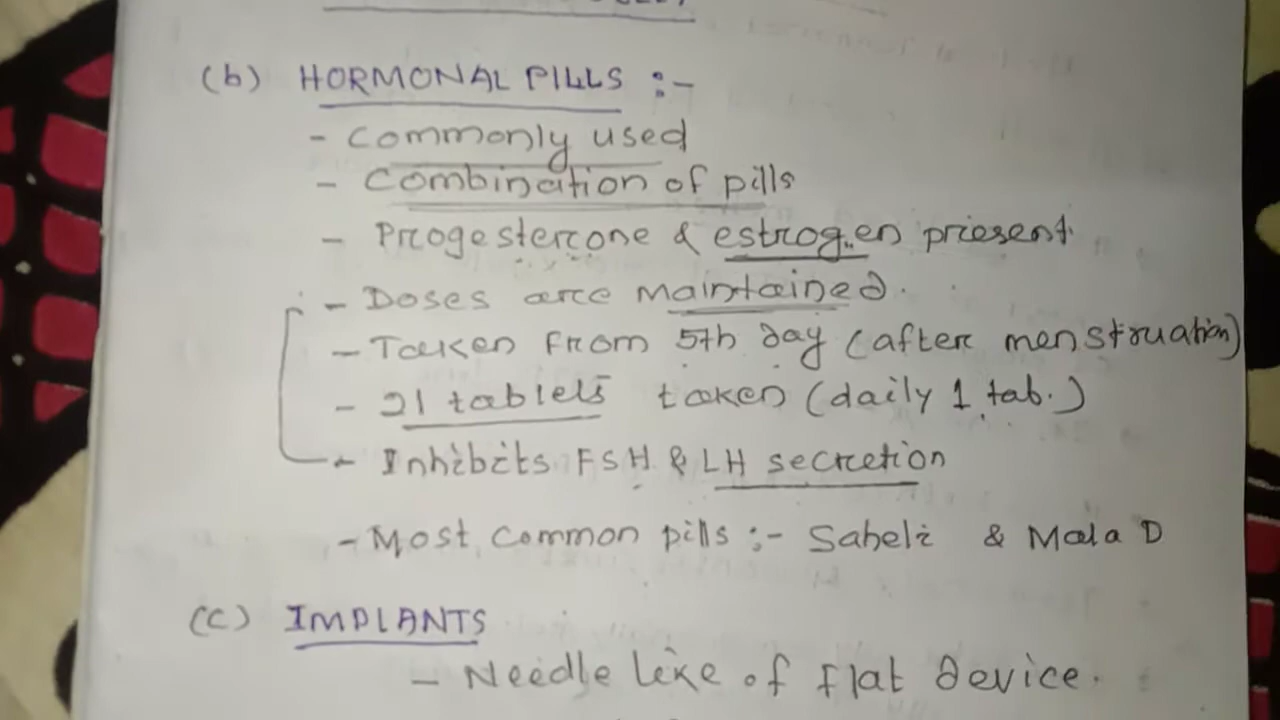 (b) HORMONAL PILLS :-
- Commonly used
- Combination of pills
- Progesterone & estrogen present.
- Doses are maintained.
- Taken from 5th day (after menstruation)
- 21 tablets taken (daily 1 tab.)
- Inhibits FSH & LH secretion
- Most common pills :- Saheli & Mala D
(C) IMPLANTS
- Needle like of flat device.